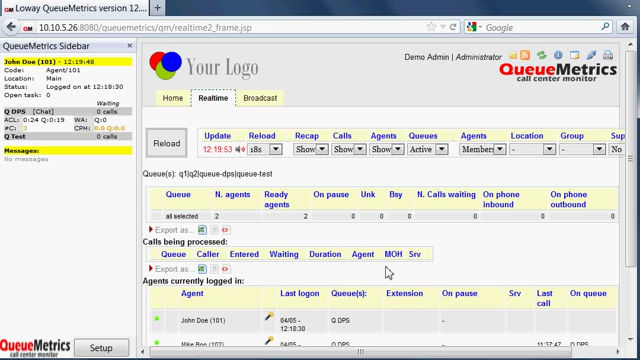 Loway QueueMetrics version 12....
10.10.5.26:8080/queuemetrics/qm/realtime2_frame.jsp
Google
QueueMetrics Sidebar
John Doe (101) - 12:19:48
Code: Agent/101
Location: Main
Status: Logged on at 12:18:30
Open task: 0
Waiting
Q DPS [Chat] 0 calls
ACL: 0:24 Q:0:19 WA: Q:0
#C: 3 CPH: 0.0 Q:0.0
Q Test 0 calls
Messages:
No messages
QueueMetrics
Setup
Your Logo
Demo Admin | Administrator
QueueMetrics
call center monitor
Home Realtime Broadcast
Reload
Update Reload Recap Calls Agents Queues Agents Location Group Sup
12:19:53 18s Show Show Show Active Members - - No
Queue(s): q1|q2|queue-dps|queue-test
Queue N. agents Ready agents On pause Unk Bsy N. Calls waiting On phone inbound On phone outbound
all selected 2 2 0 0 0 0 0 0
Export as...
Calls being processed:
Queue Caller Entered Waiting Duration Agent MOH Srv
Export as...
Agents currently logged in:
Agent Last logon Queue(s): Extension On pause Srv Last call On queue
John Doe (101) 04/05 - 12:18:30 Q DPS -
Mike Boo (102) 04/05 - Q DPS - 11:37:47 Q DPS